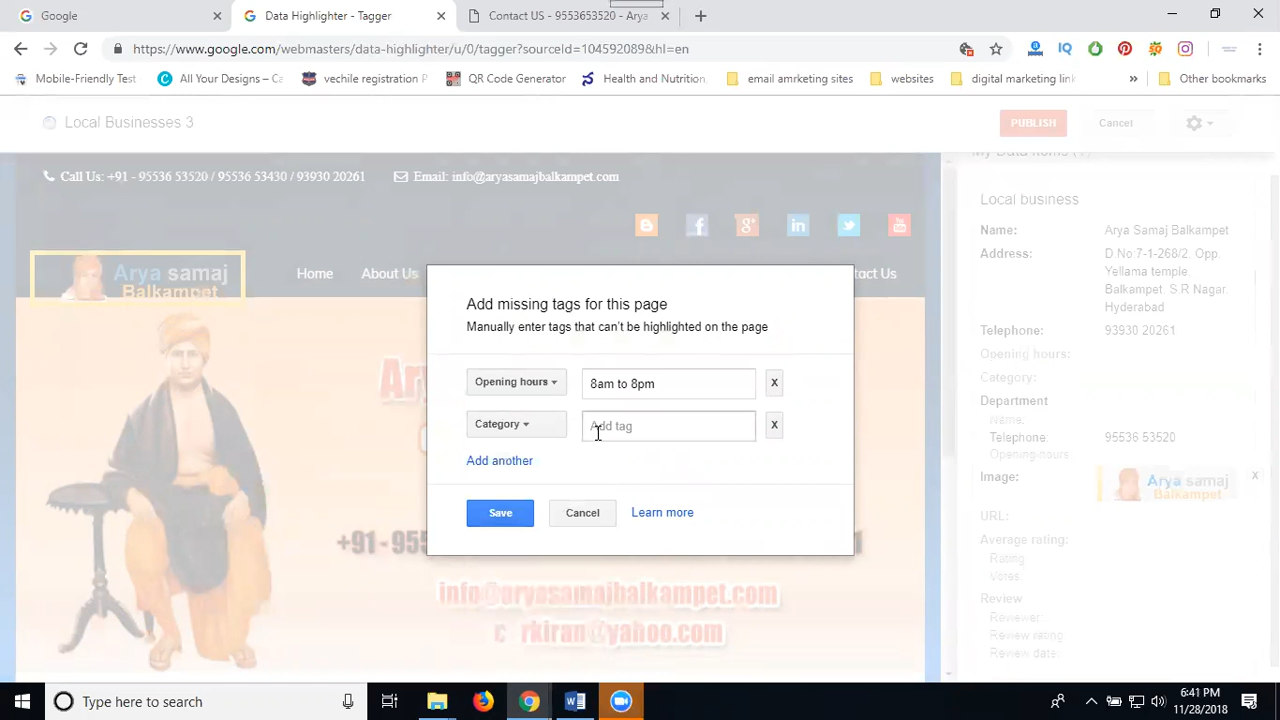 Google
Data Highlighter - Tagger
Contact US - 9553653520 - Arya
https://www.google.com/webmasters/data-highlighter/u/0/tagger?sourceId=104592089&hl=en
Mobile-Friendly Test
All Your Designs – Ca
vechile registration P
QR Code Generator
Health and Nutrition
email amrketing sites
websites
digital marketing link
Other bookmarks
Local Businesses 3
PUBLISH
Cancel
Call Us: +91 - 95536 53520 / 95536 53430 / 93930 20261
Email: info@aryasamajbalkampet.com
Arya samaj
Balkampet
Home
About Us
Add missing tags for this page
Manually enter tags that can't be highlighted on the page
Opening hours
8am to 8pm
X
Category
Add tag
X
Add another
Save
Cancel
Learn more
info@aryasamajbalkampet.com
My Data Items
Local business
Name: Arya Samaj Balkampet
Address: D.No:7-1-268/2. Opp.
Yellama temple.
Balkampet. S.R.Nagar.
Hyderabad
Telephone: 93930 20261
Opening hours:
Category:
Department
Name:
Telephone: 95536 53520
Opening hours
Image: Arya samaj
Balkampet
X
URL:
Average rating:
Rating
Votes
Review
Reviewer:
Review rating
Review date:
Type here to search
6:41 PM
11/28/2018